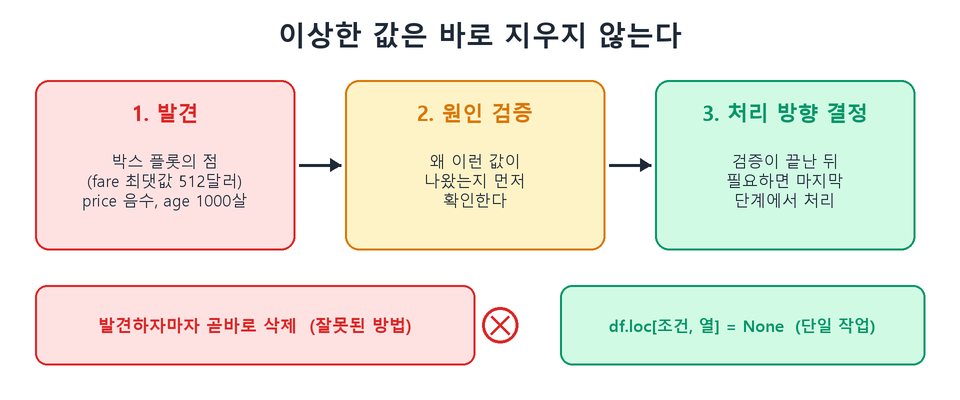 이상한 값은 바로 지우지 않는다
1. 발견
박스 플롯의 점
(fare 최댓값 512달러)
price 음수, age 1000살
2. 원인 검증
왜 이런 값이
나왔는지 먼저
확인한다
3. 처리 방향 결정
검증이 끝난 뒤
필요하면 마지막
단계에서 처리
발견하자마자 곧바로 삭제 (잘못된 방법)
df.loc[조건, 열] = None (단일 작업)